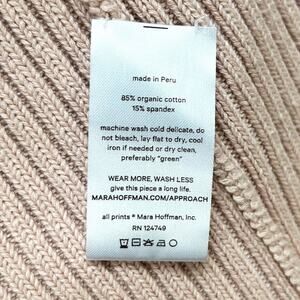 made in Peru
85% organic cotton
15% spandex
machine wash cold delicate, do
not bleach, lay flat to dry, cool
iron if needed or dry clean,
preferably "green"
WEAR MORE, WASH LESS
give this piece a long life.
MARAHOFFMAN.COM/APPROACH
all prints ® Mara Hoffman, Inc.
RN 124749